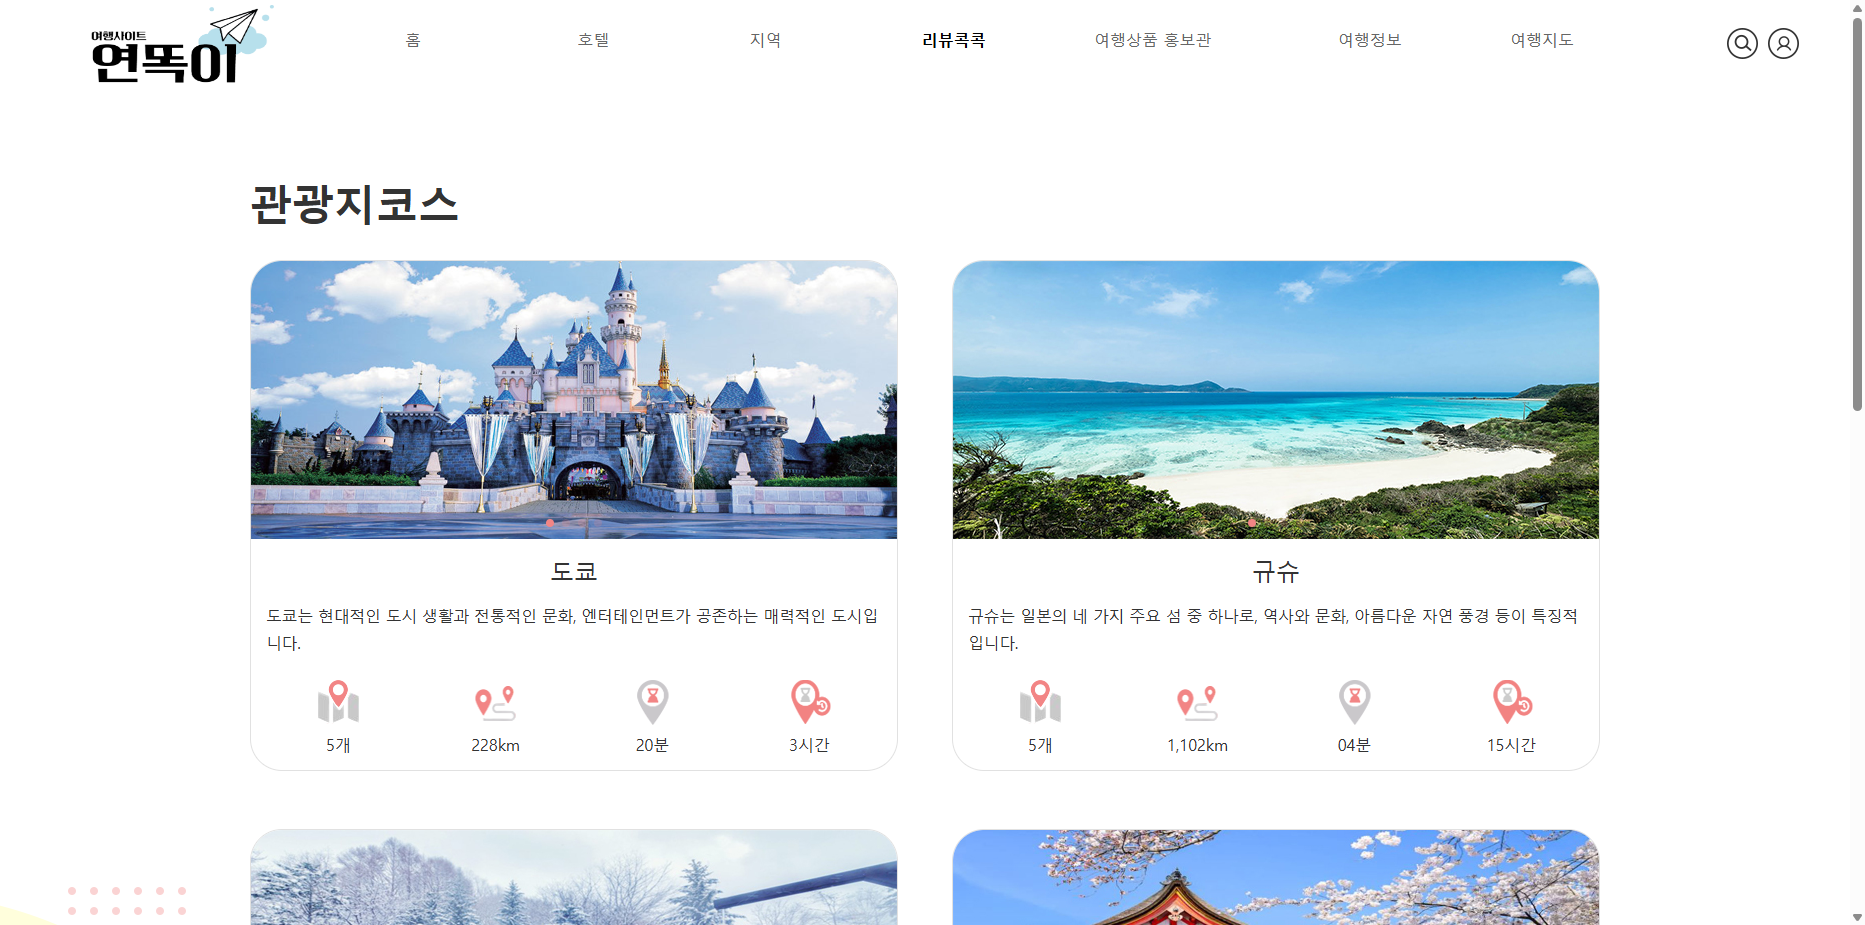 여행사이트
연똑이
홈
호텔
지역
리뷰콕콕
여행상품 홍보관
여행정보
여행지도
관광지코스
도쿄
도쿄는 현대적인 도시 생활과 전통적인 문화, 엔터테인먼트가 공존하는 매력적인 도시입
니다.
5개
228km
20분
3시간
규슈
규슈는 일본의 네 가지 주요 섬 중 하나로, 역사와 문화, 아름다운 자연 풍경 등이 특징적
입니다.
5개
1,102km
04분
15시간